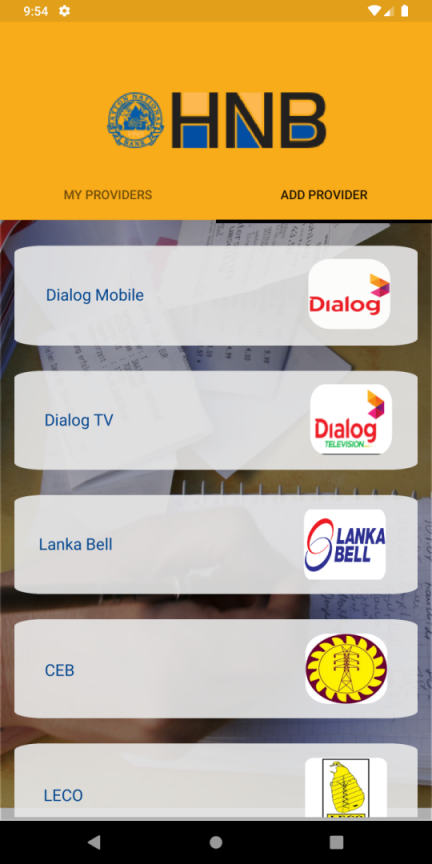 9:54
HATTON NATIONAL
BANK
HNB
MY PROVIDERS
ADD PROVIDER
Dialog Mobile
Dialog
Dialog TV
Dialog
TELEVISION
Lanka Bell
LANKA
BELL
CEB
LECO
LECO